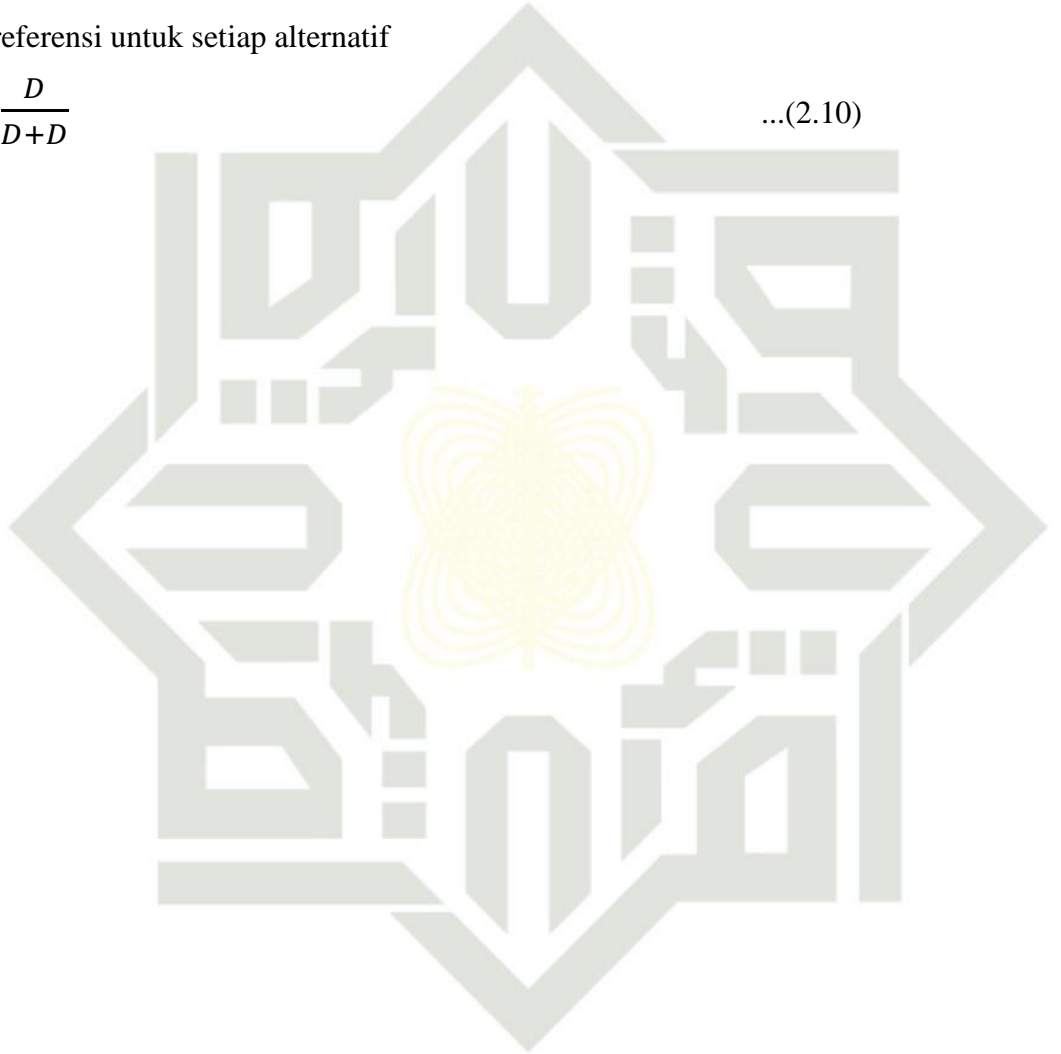 referensi untuk setiap alternatif
D
D+D
...(2.10)